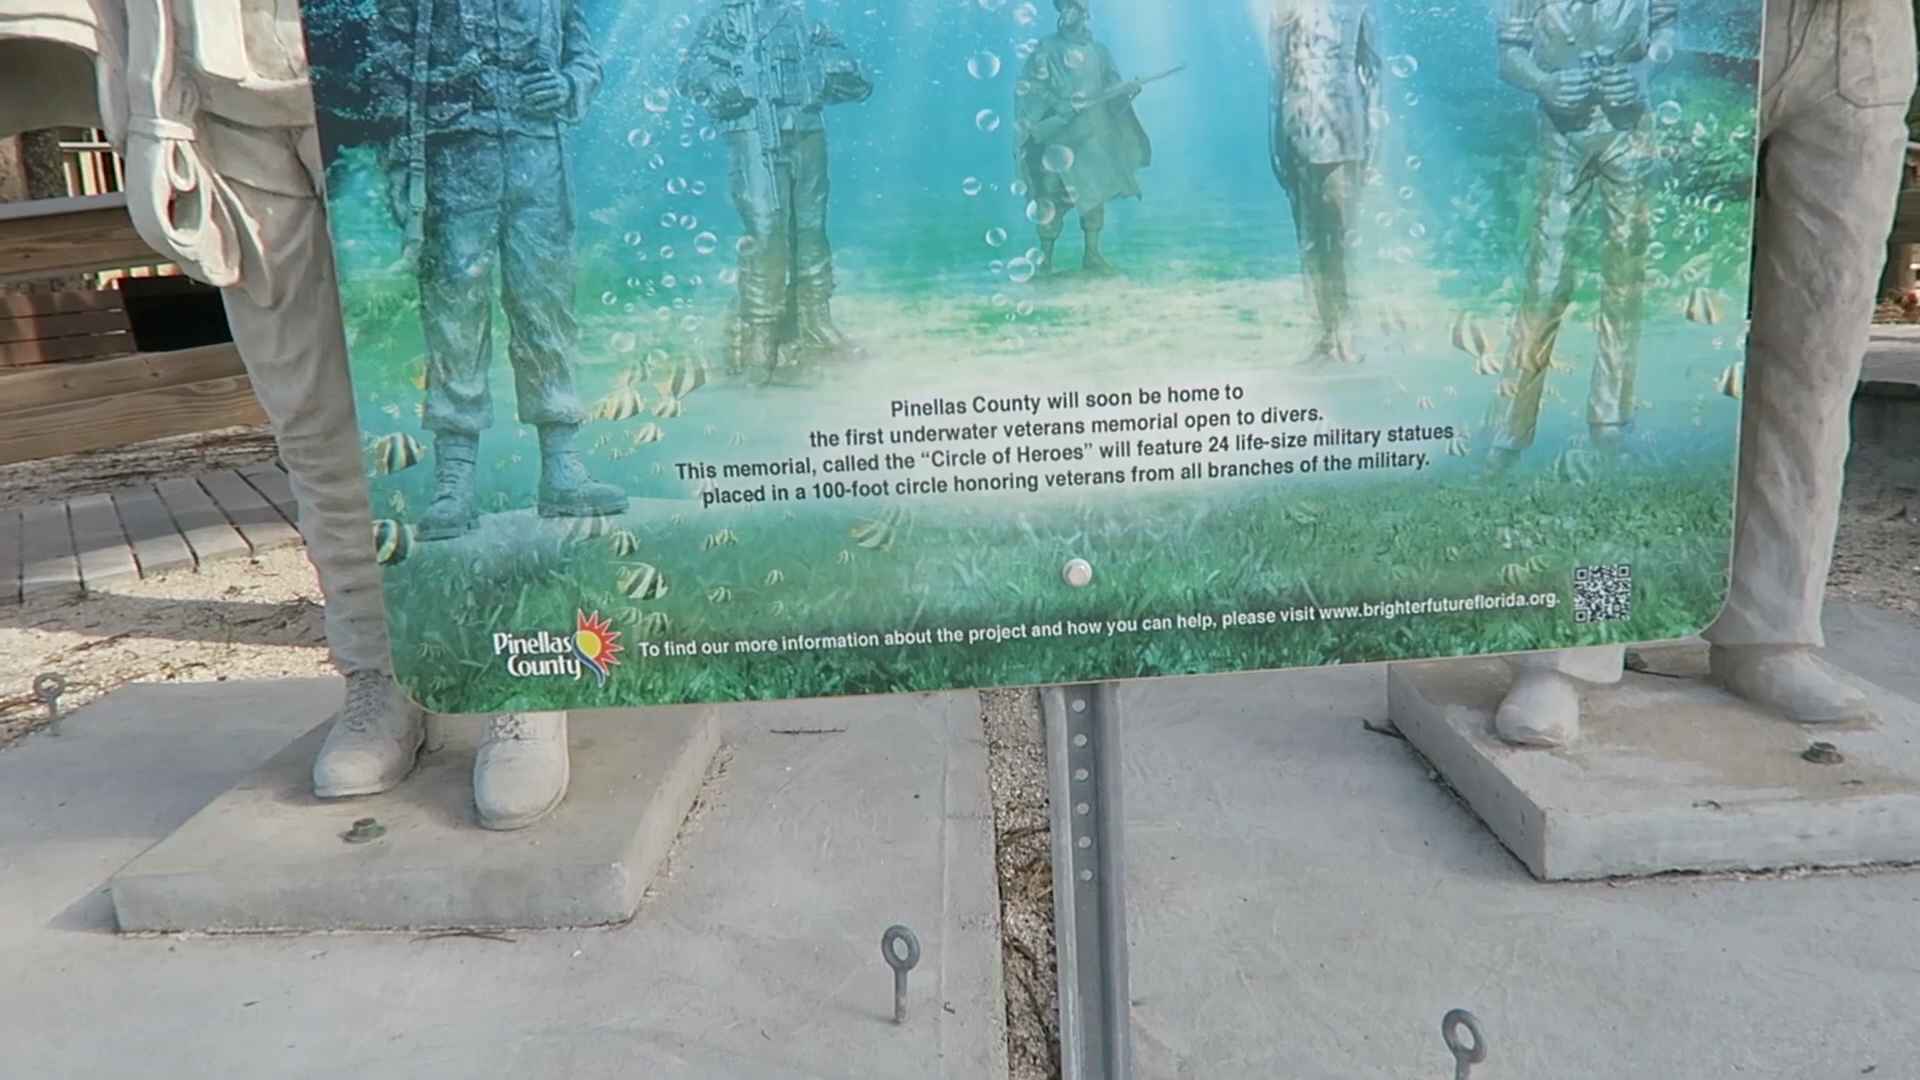 Pinellas County will soon be home to
the first underwater veterans memorial open to divers.
This memorial, called the “Circle of Heroes” will feature 24 life-size military statues
placed in a 100-foot circle honoring veterans from all branches of the military.
Pinellas
County
To find our more information about the project and how you can help, please visit www.brighterfutureflorida.org.